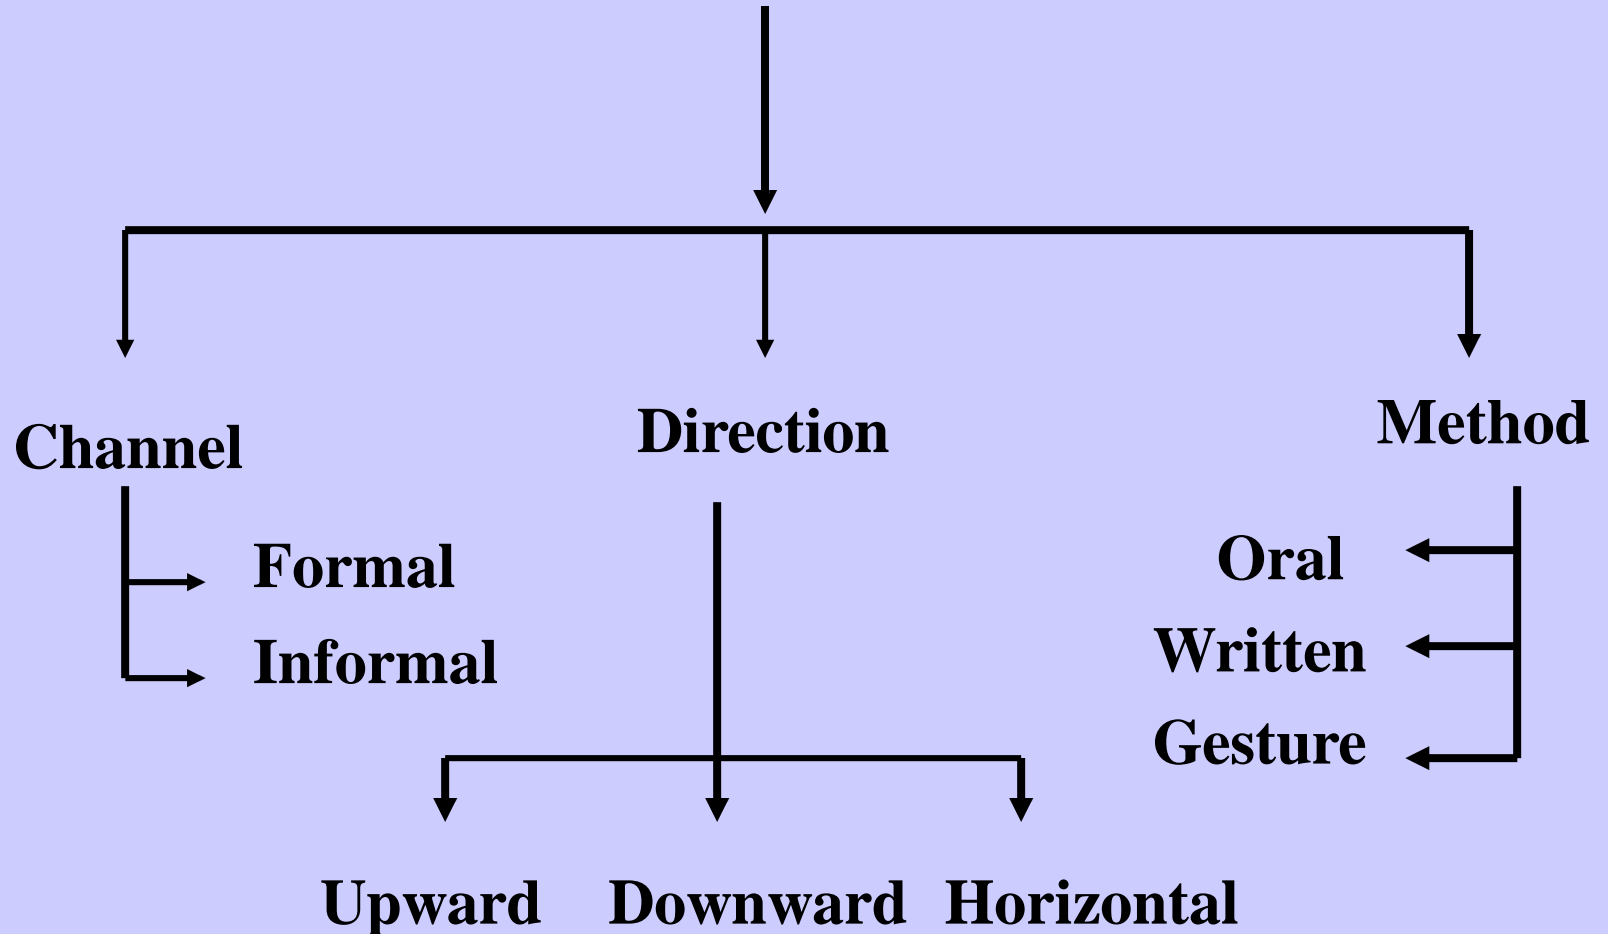 Channel
Direction
Method
Formal
Informal
Oral
Written
Gesture
Upward
Downward
Horizontal